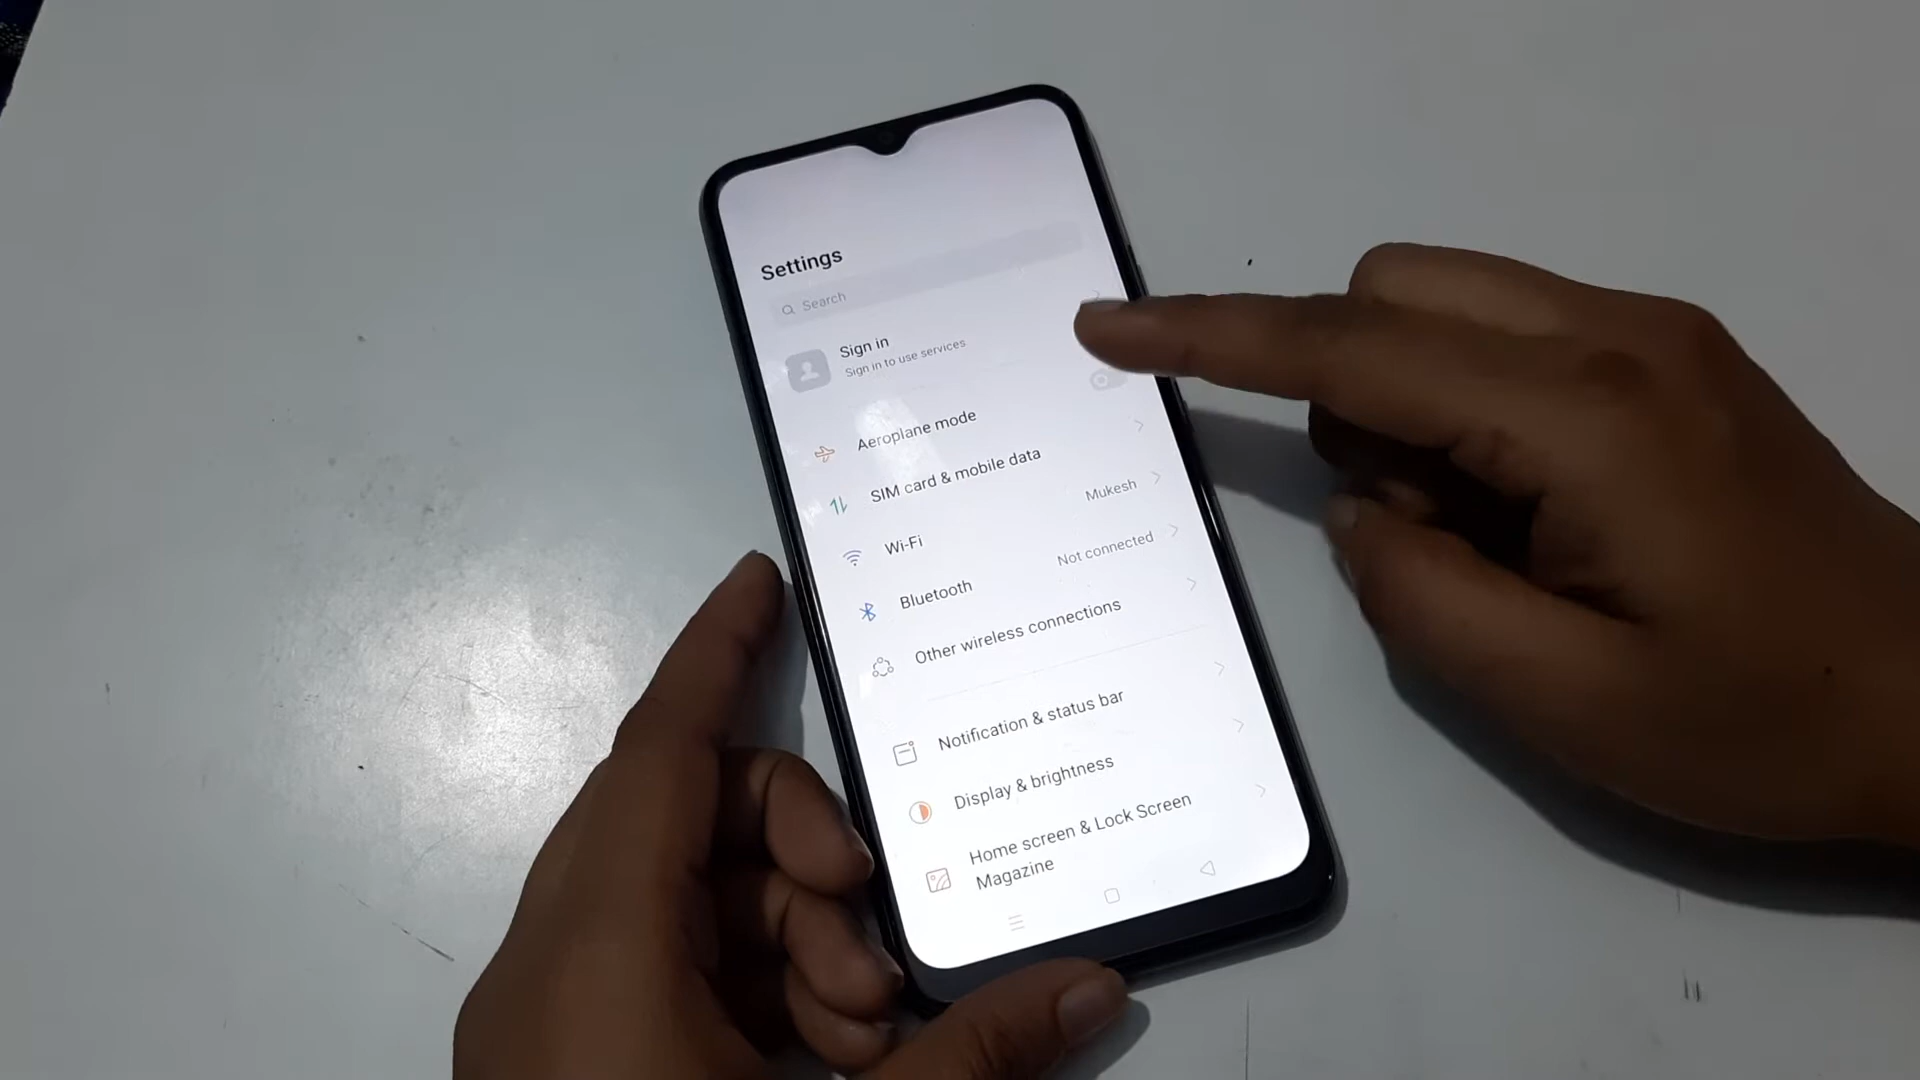 Settings
Search
Sign in
Sign in to use services
Aeroplane mode
SIM card & mobile data
Wi-Fi
Mukesh
Bluetooth
Not connected
Other wireless connections
Notification & status bar
Display & brightness
Home screen & Lock Screen
Magazine